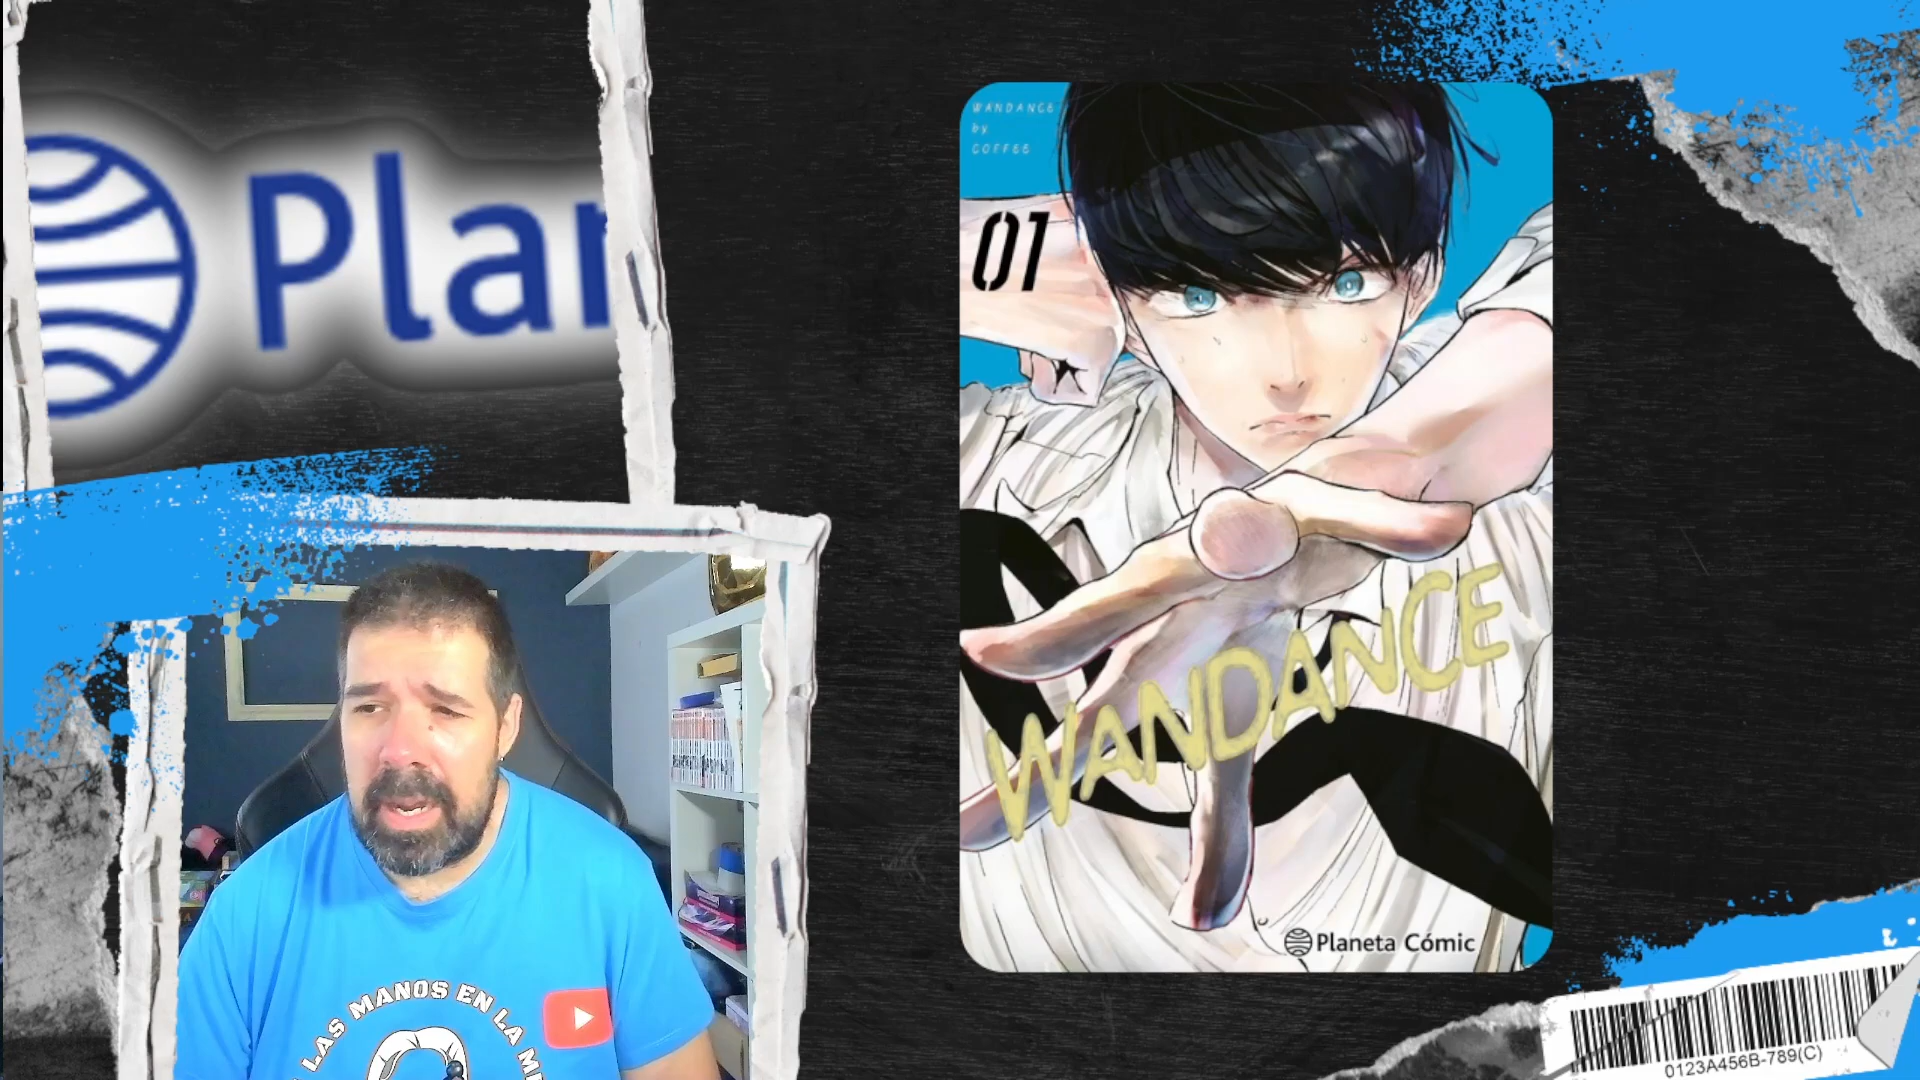 Plan
WANDANCE
by
COFFEE
01
WANDANCE
Planeta Cómic
LAS MANOS EN LA M
0123A456B-789(C)